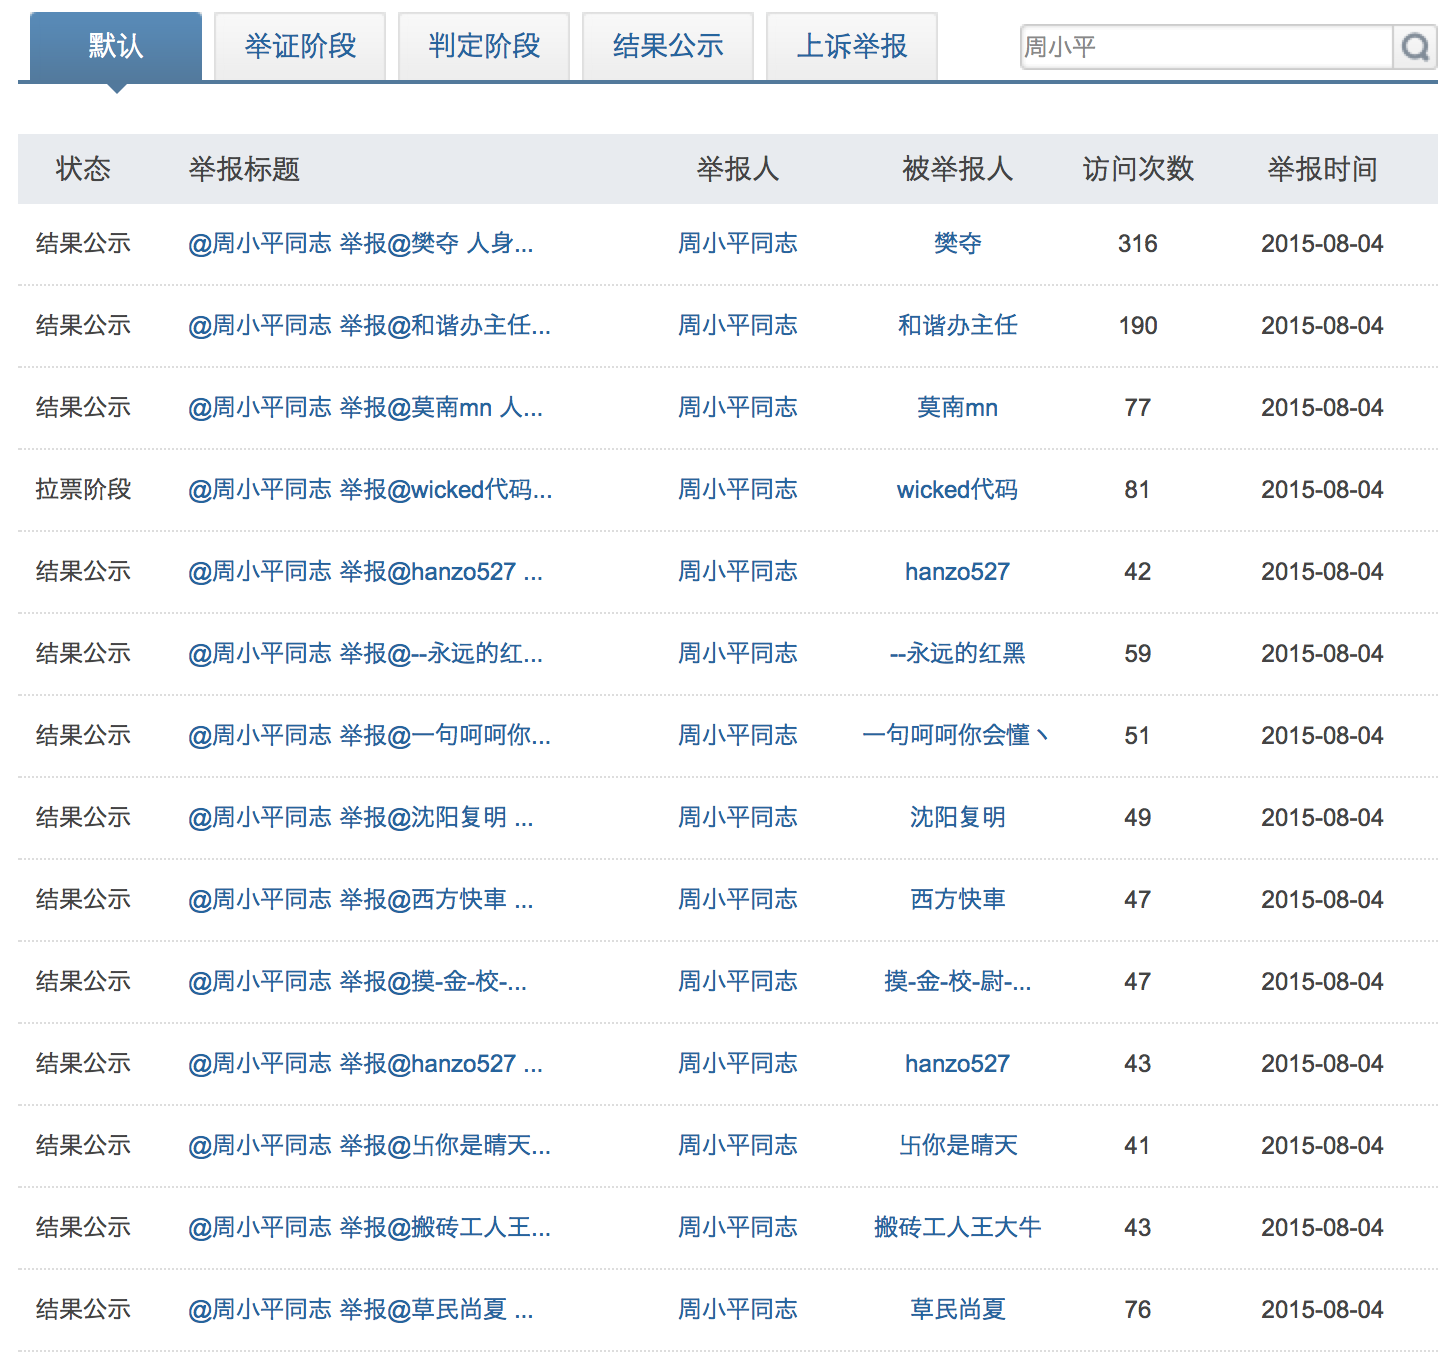 默认 举证阶段 判定阶段 结果公示 上诉举报 周小平
状态 举报标题 举报人 被举报人 访问次数 举报时间
结果公示 @周小平同志 举报@樊夺 人身... 周小平同志 樊夺 316 2015-08-04
结果公示 @周小平同志 举报@和谐办主任... 周小平同志 和谐办主任 190 2015-08-04
结果公示 @周小平同志 举报@莫南mn 人... 周小平同志 莫南mn 77 2015-08-04
拉票阶段 @周小平同志 举报@wicked代码... 周小平同志 wicked代码 81 2015-08-04
结果公示 @周小平同志 举报@hanzo527 ... 周小平同志 hanzo527 42 2015-08-04
结果公示 @周小平同志 举报@--永远的红... 周小平同志 --永远的红黑 59 2015-08-04
结果公示 @周小平同志 举报@一句呵呵你... 周小平同志 一句呵呵你会懂丶 51 2015-08-04
结果公示 @周小平同志 举报@沈阳复明 ... 周小平同志 沈阳复明 49 2015-08-04
结果公示 @周小平同志 举报@西方快車 ... 周小平同志 西方快車 47 2015-08-04
结果公示 @周小平同志 举报@摸-金-校-... 周小平同志 摸-金-校-尉-... 47 2015-08-04
结果公示 @周小平同志 举报@hanzo527 ... 周小平同志 hanzo527 43 2015-08-04
结果公示 @周小平同志 举报@卐你是晴天... 周小平同志 卐你是晴天 41 2015-08-04
结果公示 @周小平同志 举报@搬砖工人王... 周小平同志 搬砖工人王大牛 43 2015-08-04
结果公示 @周小平同志 举报@草民尚夏 ... 周小平同志 草民尚夏 76 2015-08-04